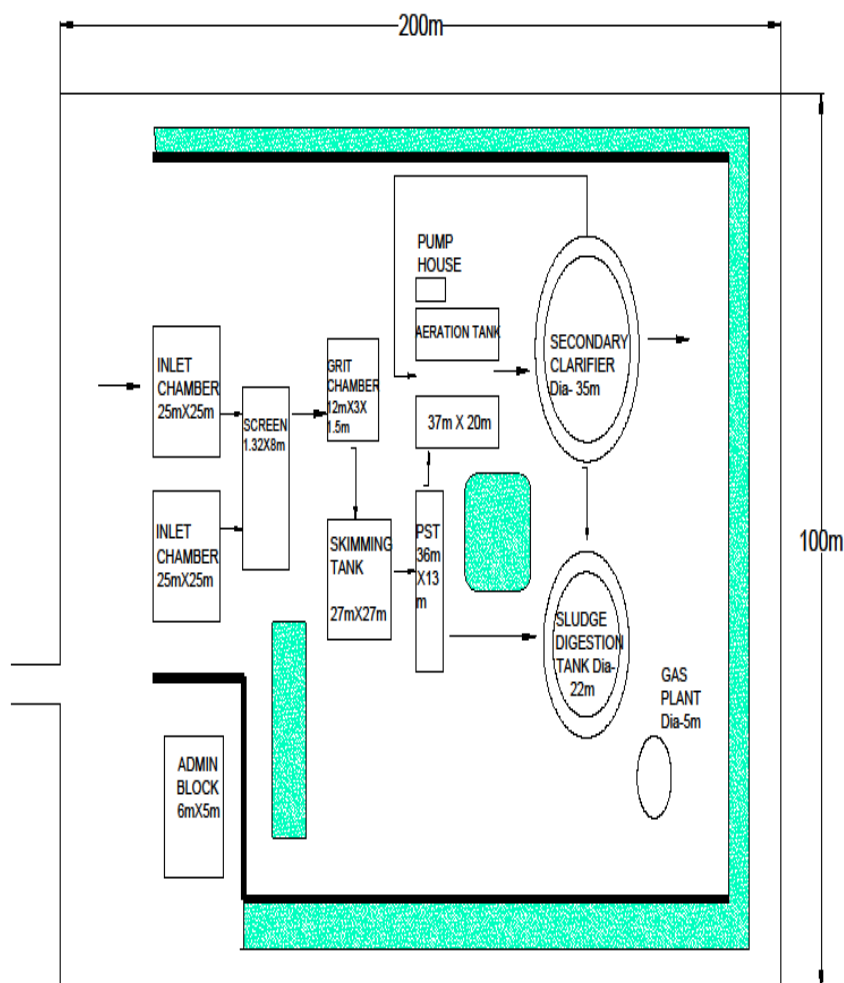 200m
PUMP
HOUSE
AERATION TANK
INLET
CHAMBER
25mX25m
SCREEN
1.32X8m
GRIT
CHAMBER
12mX3X
1.5m
37m X 20m
SECONDARY
CLARIFIER
Dia- 35m
INLET
CHAMBER
25mX25m
SKIMMING
TANK
27mX27m
PST
36m
X13
m
100m
SLUDGE
DIGESTION
TANK Dia-
22m
GAS
PLANT
Dia-5m
ADMIN
BLOCK
6mX5m